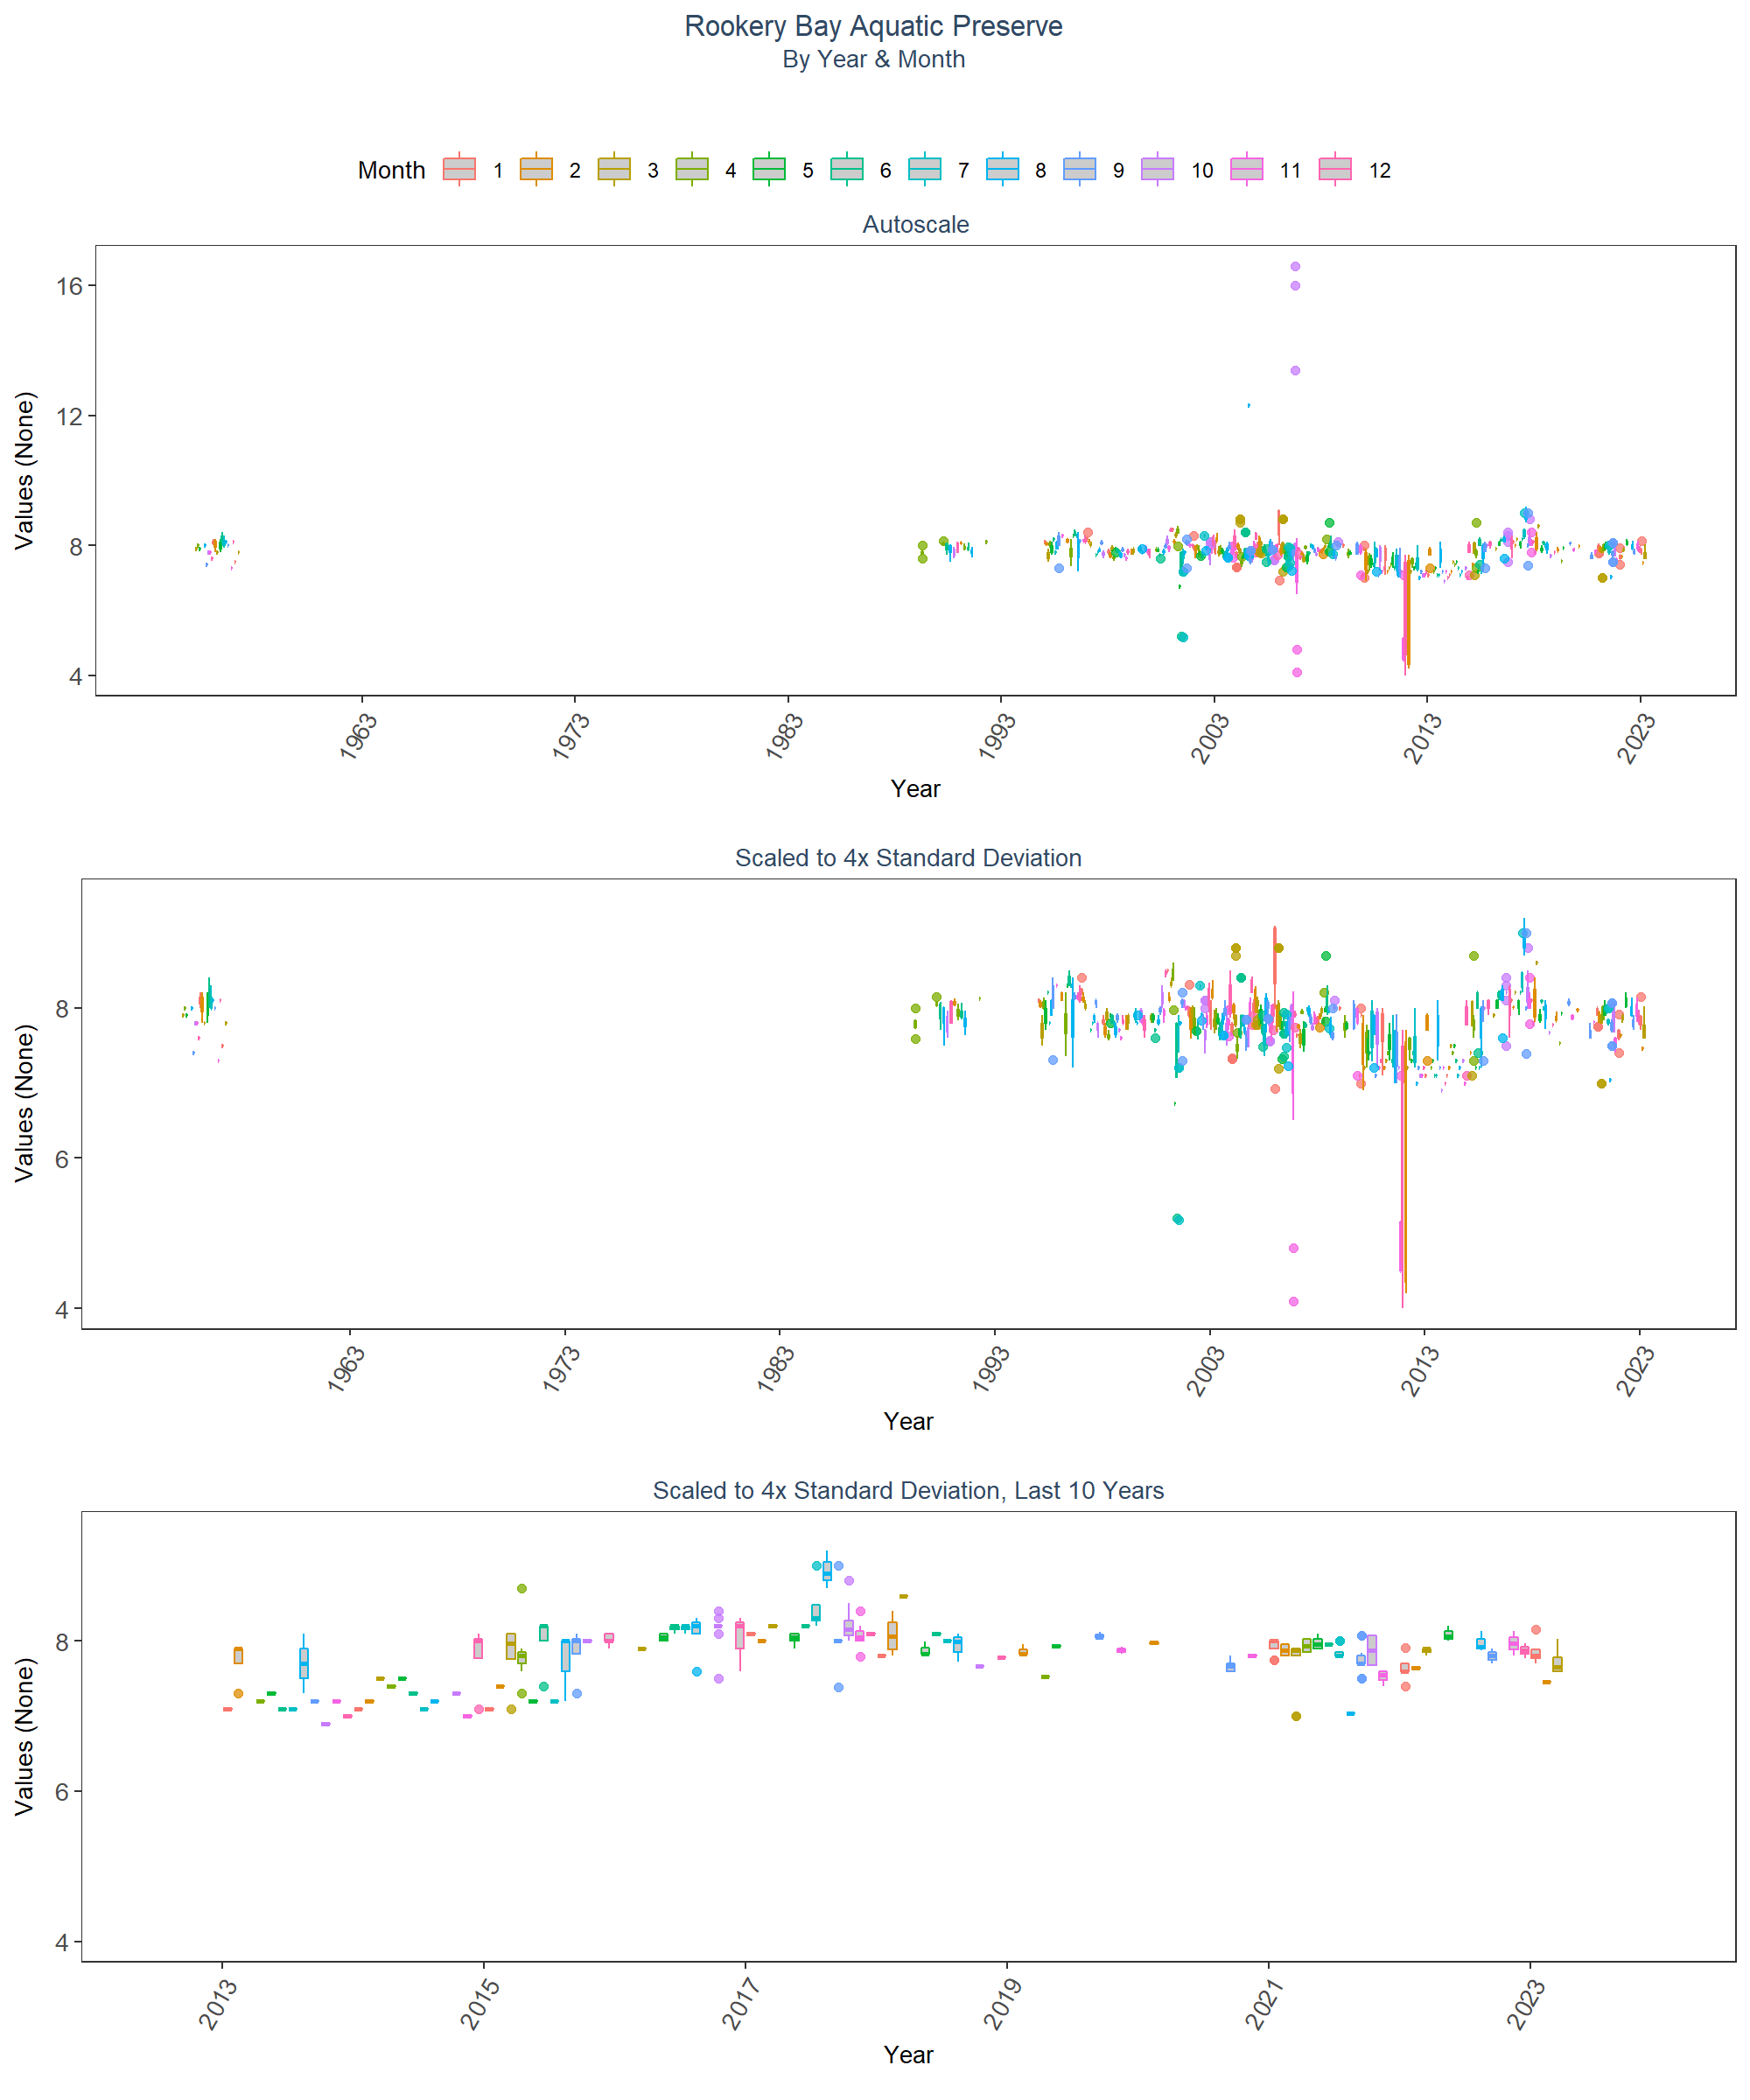 Rookery Bay Aquatic Preserve
By Year & Month
Month 1 2 3 4 5 6 7 8 9 10 11 12
Autoscale
Values (None)
16
12
8
4
1963 1973 1983 1993 2003 2013 2023
Year
Scaled to 4x Standard Deviation
Values (None)
8
6
4
1963 1973 1983 1993 2003 2013 2023
Year
Scaled to 4x Standard Deviation, Last 10 Years
Values (None)
8
6
4
2013 2015 2017 2019 2021 2023
Year